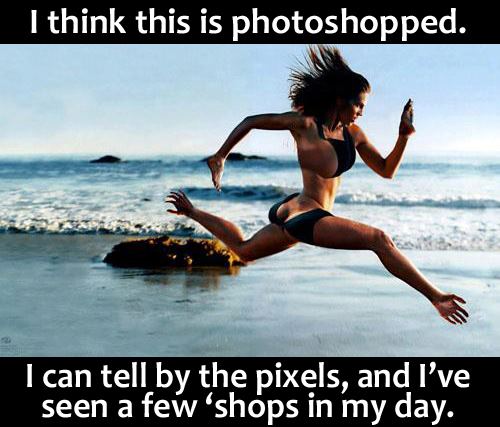 I think this is photoshopped.
I can tell by the pixels, and I've
seen a few ‘shops in my day.